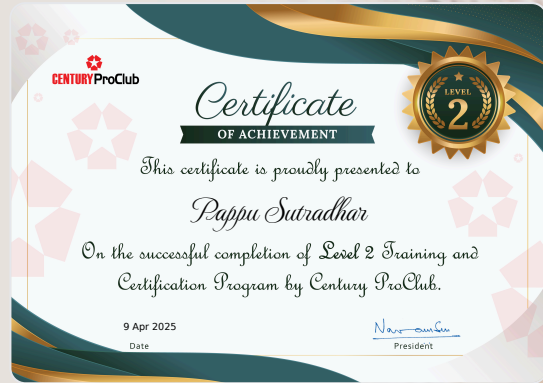 CENTURY ProClub
Certificate
OF ACHIEVEMENT
LEVEL
2
This certificate is proudly presented to
Pappu Sutradhar
On the successful completion of Level 2 Training and
Certification Program by Century ProClub.
9 Apr 2025
Date
President